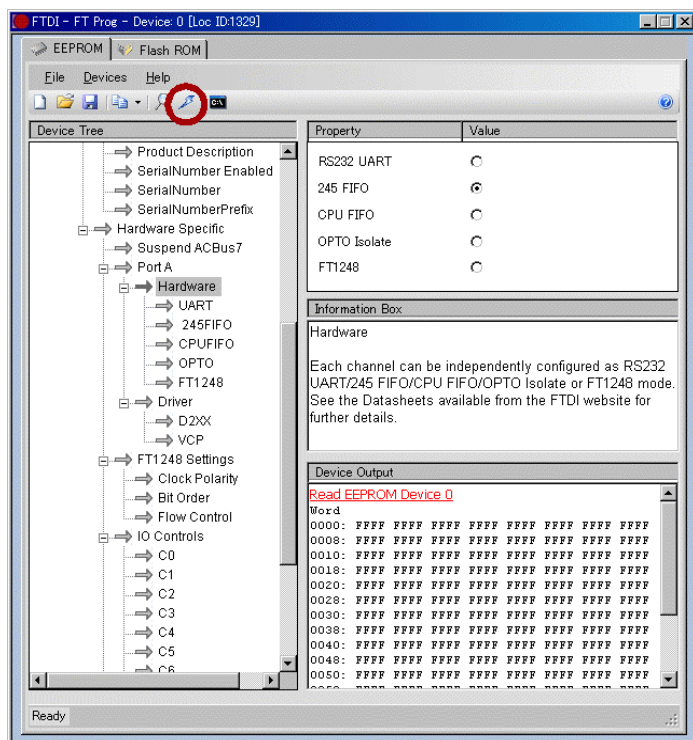 FTDI - FT Prog - Device: 0 [Loc ID:1329]
EEPROM
Flash ROM
File Devices Help
C:\
Device Tree
Product Description
SerialNumber Enabled
SerialNumber
SerialNumberPrefix
Hardware Specific
Suspend ACBus7
Port A
Hardware
UART
245FIFO
CPUFIFO
OPTO
FT1248
Driver
D2XX
VCP
FT1248 Settings
Clock Polarity
Bit Order
Flow Control
IO Controls
C0
C1
C2
C3
C4
C5
C6
Property Value
RS232 UART
245 FIFO
CPU FIFO
OPTO Isolate
FT1248
Information Box
Hardware
Each channel can be independently configured as RS232
UART/245 FIFO/CPU FIFO/OPTO Isolate or FT1248 mode.
See the Datasheets available from the FTDI website for
further details.
Device Output
Read EEPROM Device 0
Word
0000: FFFF FFFF FFFF FFFF FFFF FFFF FFFF FFFF
0008: FFFF FFFF FFFF FFFF FFFF FFFF FFFF FFFF
0010: FFFF FFFF FFFF FFFF FFFF FFFF FFFF FFFF
0018: FFFF FFFF FFFF FFFF FFFF FFFF FFFF FFFF
0020: FFFF FFFF FFFF FFFF FFFF FFFF FFFF FFFF
0028: FFFF FFFF FFFF FFFF FFFF FFFF FFFF FFFF
0030: FFFF FFFF FFFF FFFF FFFF FFFF FFFF FFFF
0038: FFFF FFFF FFFF FFFF FFFF FFFF FFFF FFFF
0040: FFFF FFFF FFFF FFFF FFFF FFFF FFFF FFFF
0048: FFFF FFFF FFFF FFFF FFFF FFFF FFFF FFFF
0050: FFFF FFFF FFFF FFFF FFFF FFFF FFFF FFFF
Ready